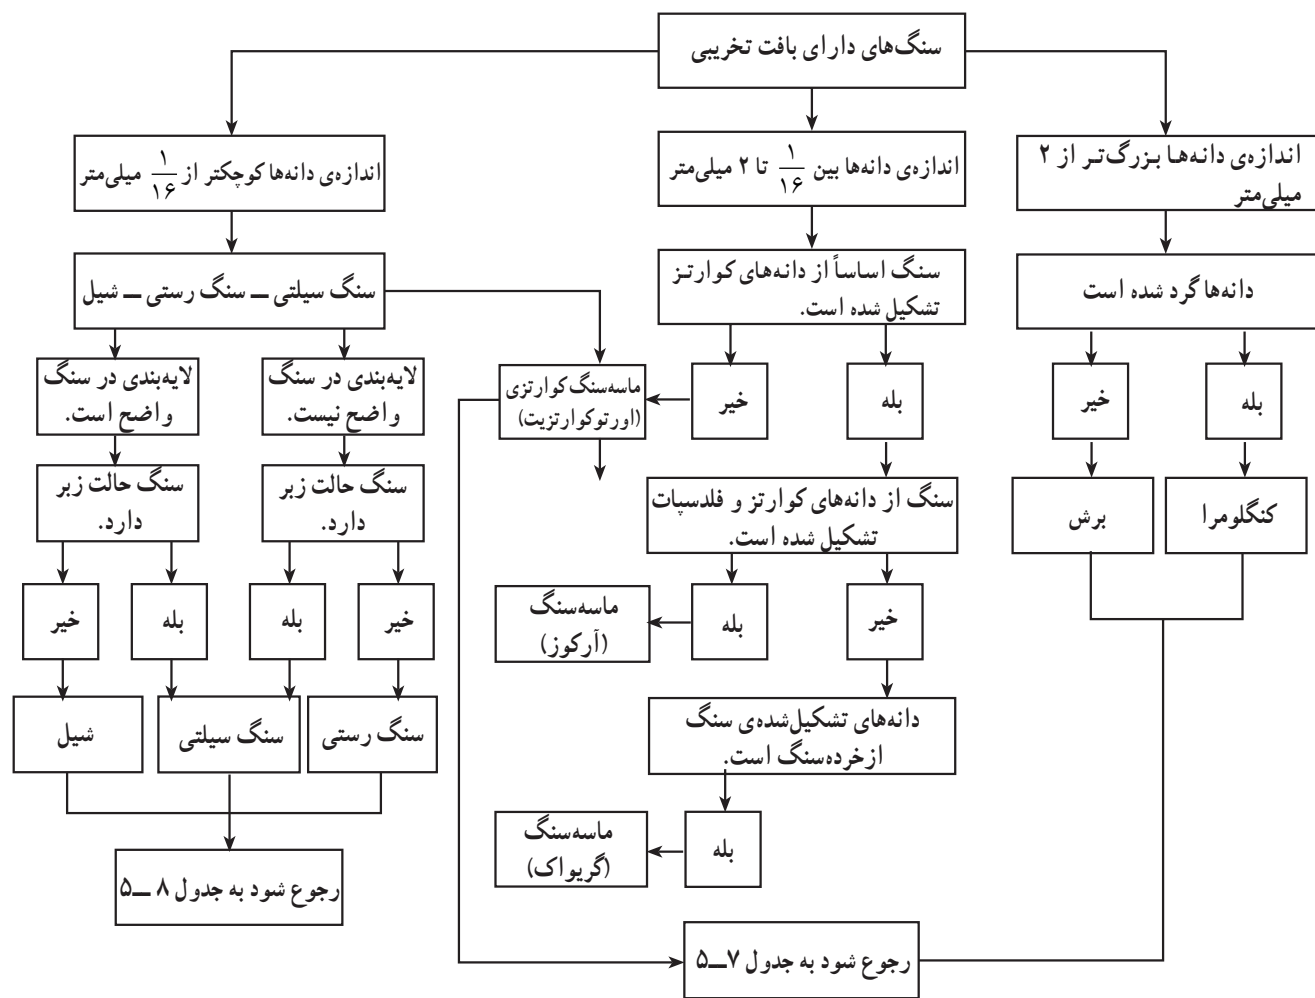 سنگ‌های دارای بافت تخریبی
اندازه‌ی دانه‌ها بزرگ‌تر از ۲
میلی‌متر
دانه‌ها گرد شده است
بله
خیر
کنگلومرا
برش
اندازه‌ی دانه‌ها بین ۱/۱۶ تا ۲ میلی‌متر
سنگ اساساً از دانه‌های کوارتز
تشکیل شده است.
بله
خیر
ماسه‌سنگ کوارتزی
(اورتوکوارتزیت)
سنگ از دانه‌های کوارتز و فلدسپات
تشکیل شده است.
خیر
بله
ماسه‌سنگ
(آرکوز)
دانه‌های تشکیل‌شده‌ی سنگ
ازخرده‌سنگ است.
بله
ماسه‌سنگ
(گریواک)
رجوع شود به جدول ۷ــ۵
اندازه‌ی دانه‌ها کوچکتر از ۱/۱۶ میلی‌متر
سنگ سیلتی ــ سنگ رستی ــ شیل
لایه‌بندی در سنگ
واضح نیست.
لایه‌بندی در سنگ
واضح است.
سنگ حالت زبر
دارد.
سنگ حالت زبر
دارد.
خیر
بله
بله
خیر
سنگ رستی
سنگ سیلتی
شیل
رجوع شود به جدول ۸ ــ۵